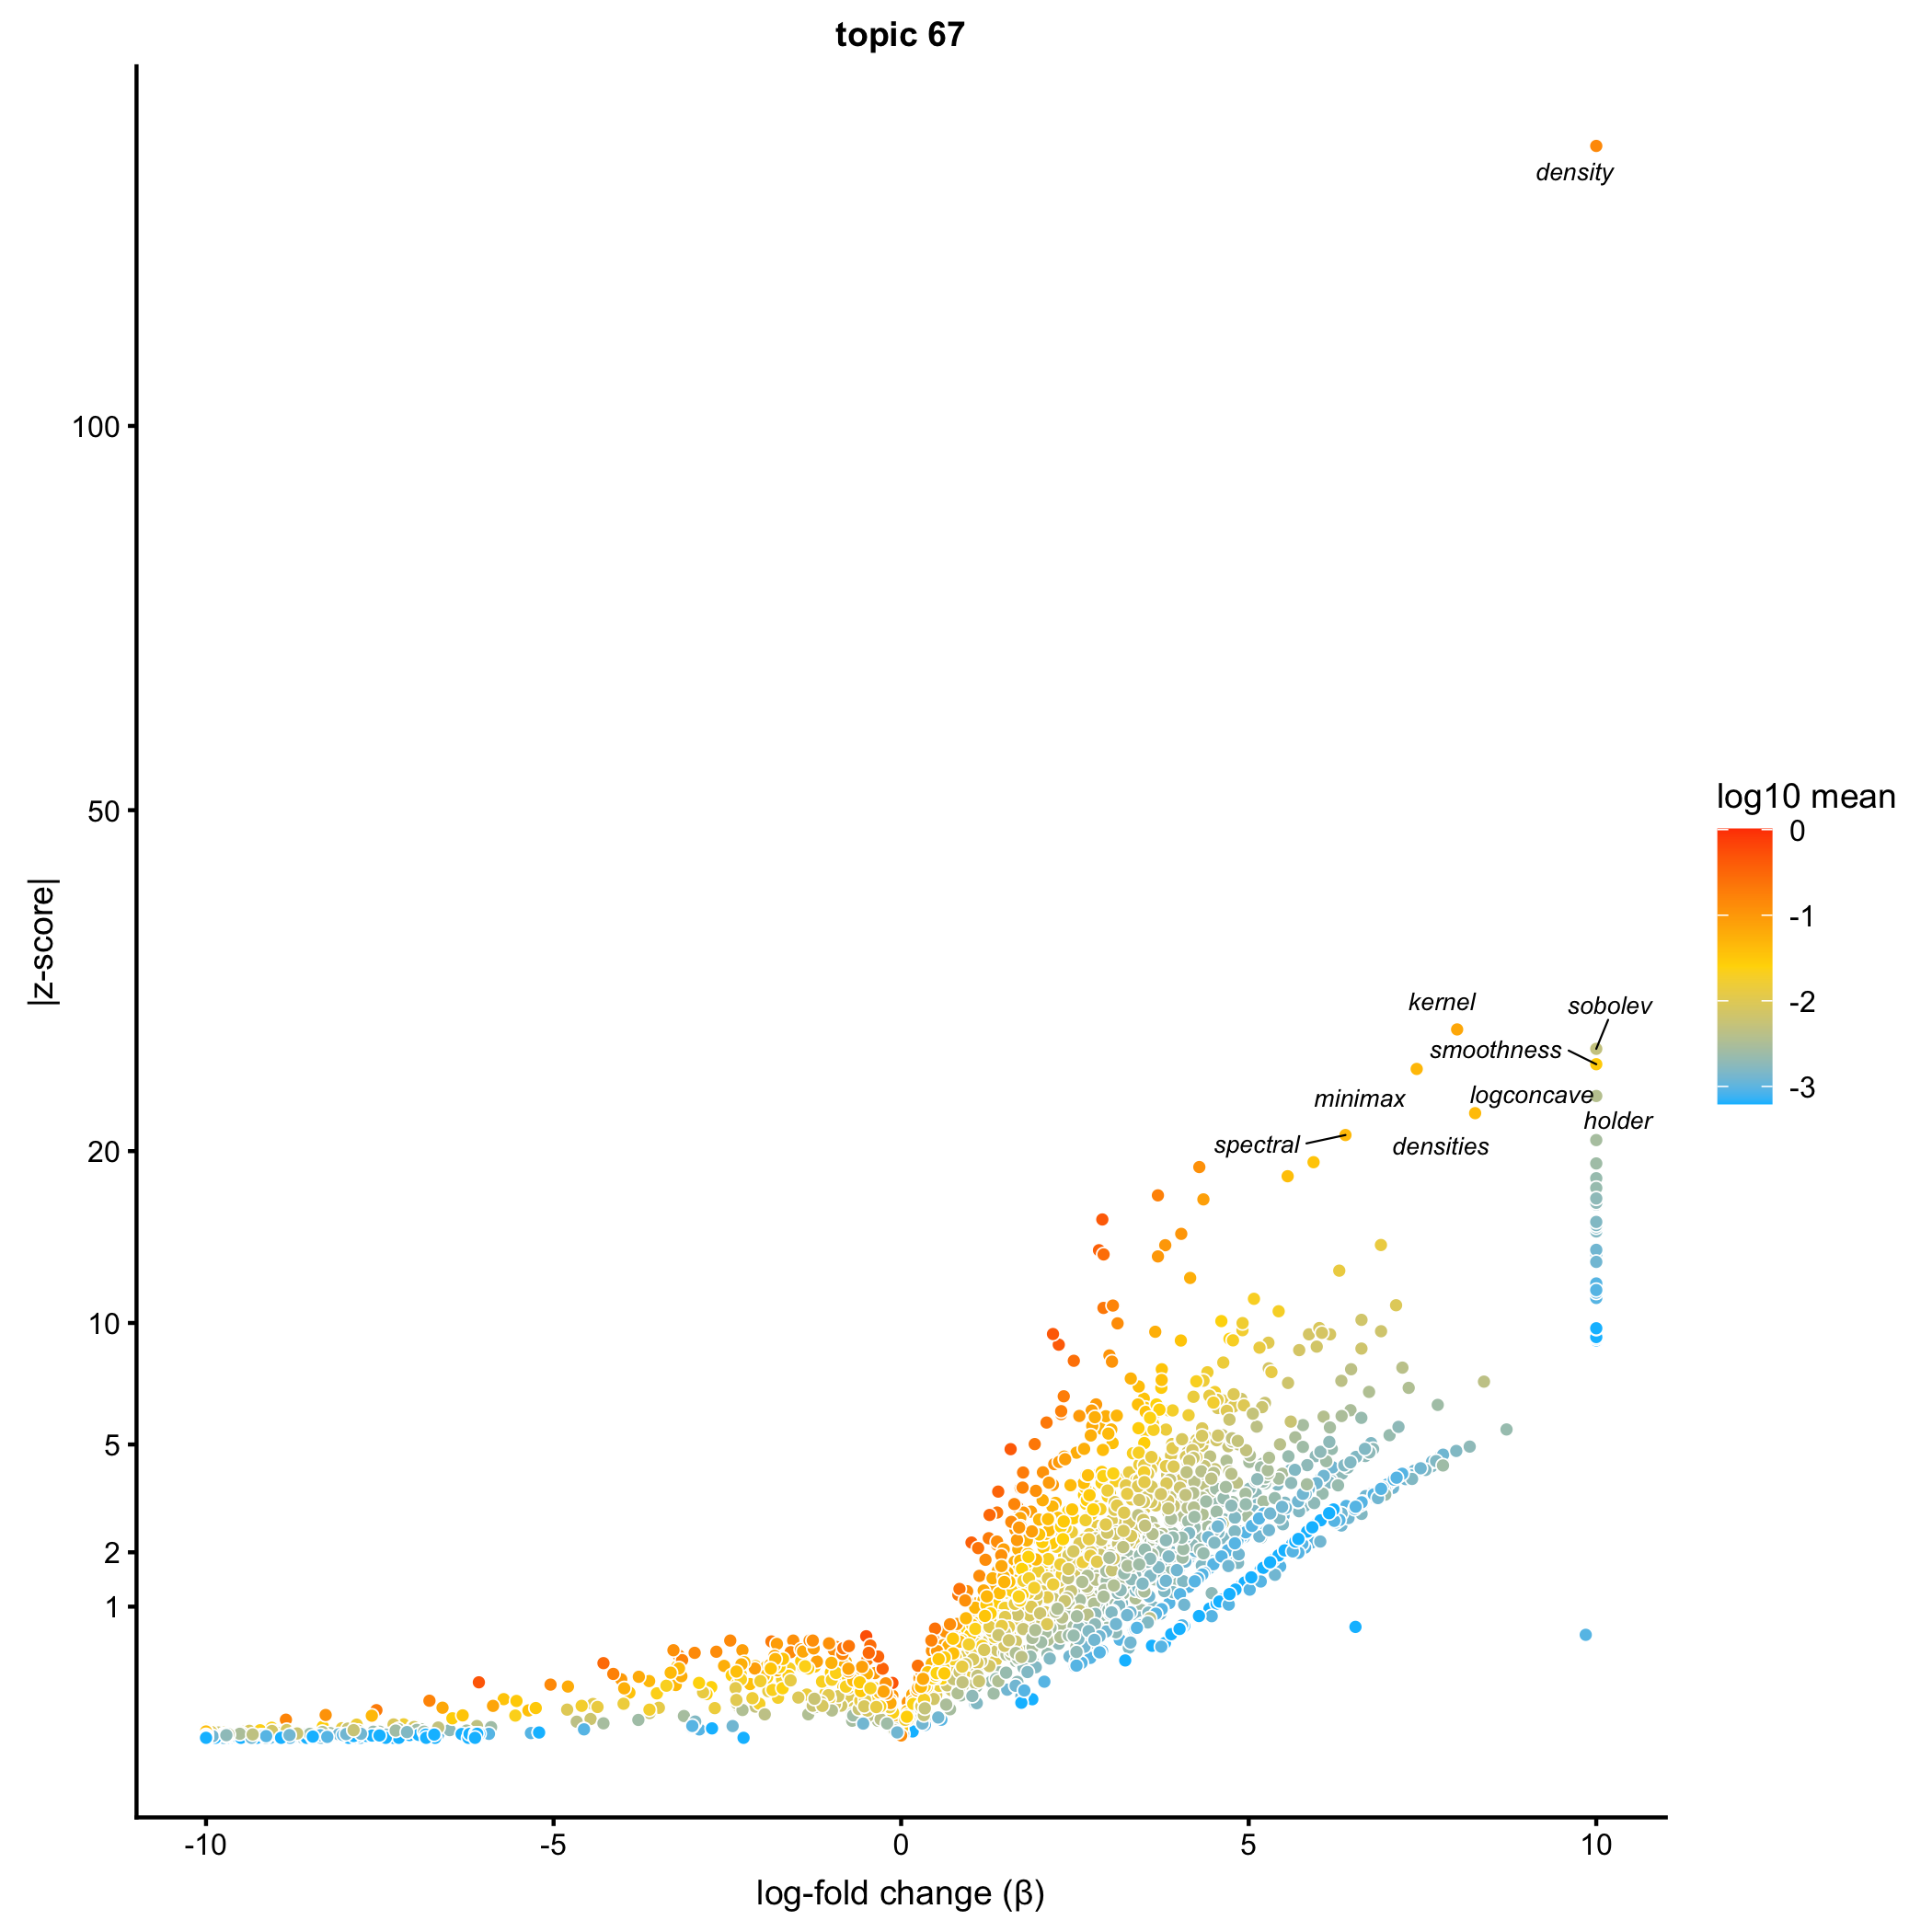 topic 67
density
100
50
|z-score|
log10 mean
0
-1
-2
-3
kernel
sobolev
smoothness
minimax
logconcave
holder
spectral
densities
20
10
5
2
1
-10
-5
0
5
10
log-fold change (β)